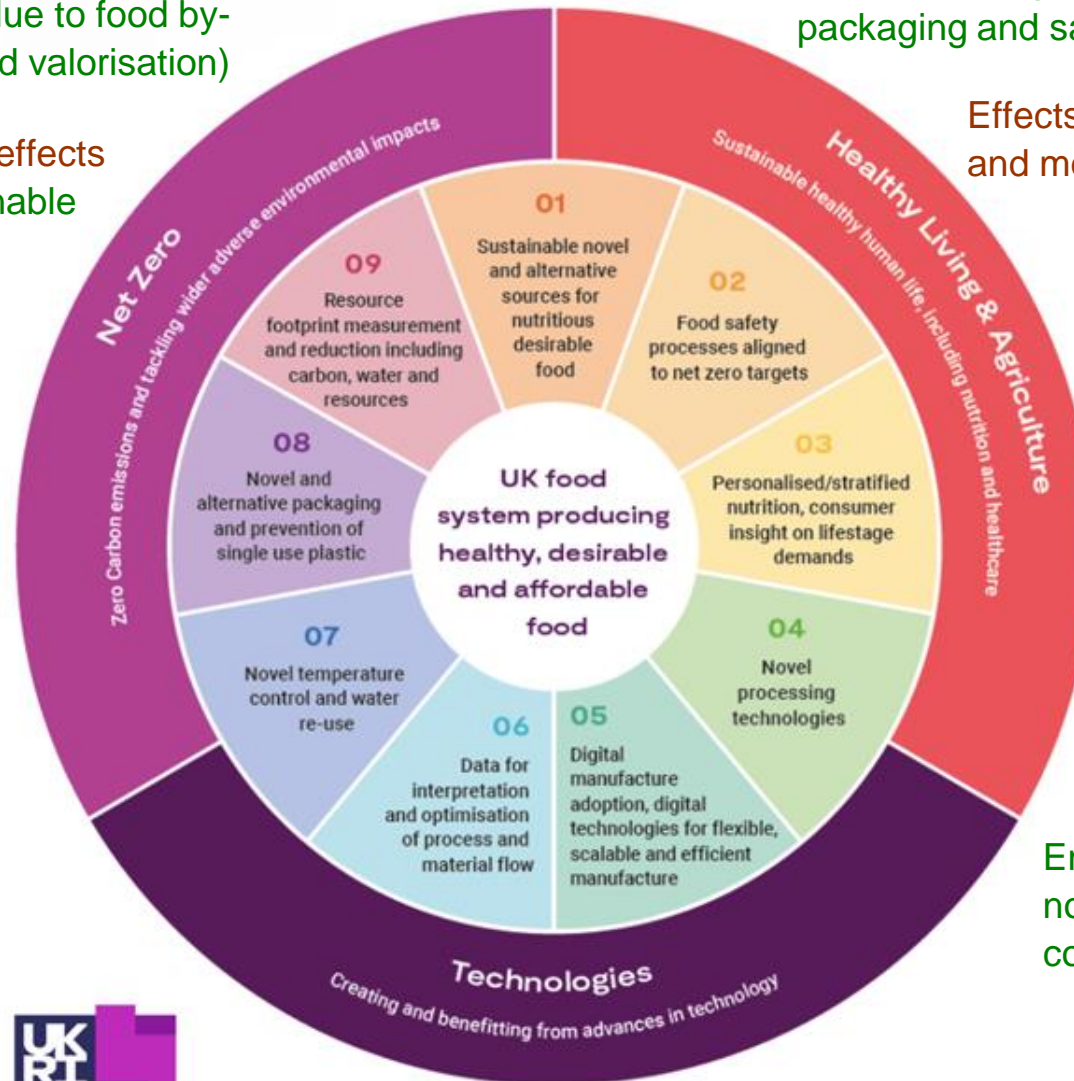 due to food by-
d valorisation)
effects
nable
packaging and sa
Effects
and mo
Net Zero
Zero Carbon emissions and tackling wider adverse environmental impacts
Healthy Living & Agriculture
Sustainable healthy human life, including nutrition and healthcare
01
Sustainable novel
and alternative
sources for
nutritious
desirable
food
02
Food safety
processes aligned
to net zero targets
03
Personalised/stratified
nutrition, consumer
insight on lifestage
demands
04
Novel
processing
technologies
05
Digital
manufacture
adoption, digital
technologies for flexible,
scalable and efficient
manufacture
06
Data for
interpretation
and optimisation
of process and
material flow
07
Novel temperature
control and water
re-use
08
Novel and
alternative packaging
and prevention of
single use plastic
09
Resource
footprint measurement
and reduction including
carbon, water and
resources
UK food
system producing
healthy, desirable
and affordable
food
Technologies
Creating and benefitting from advances in technology
En
no
co
UK
RI